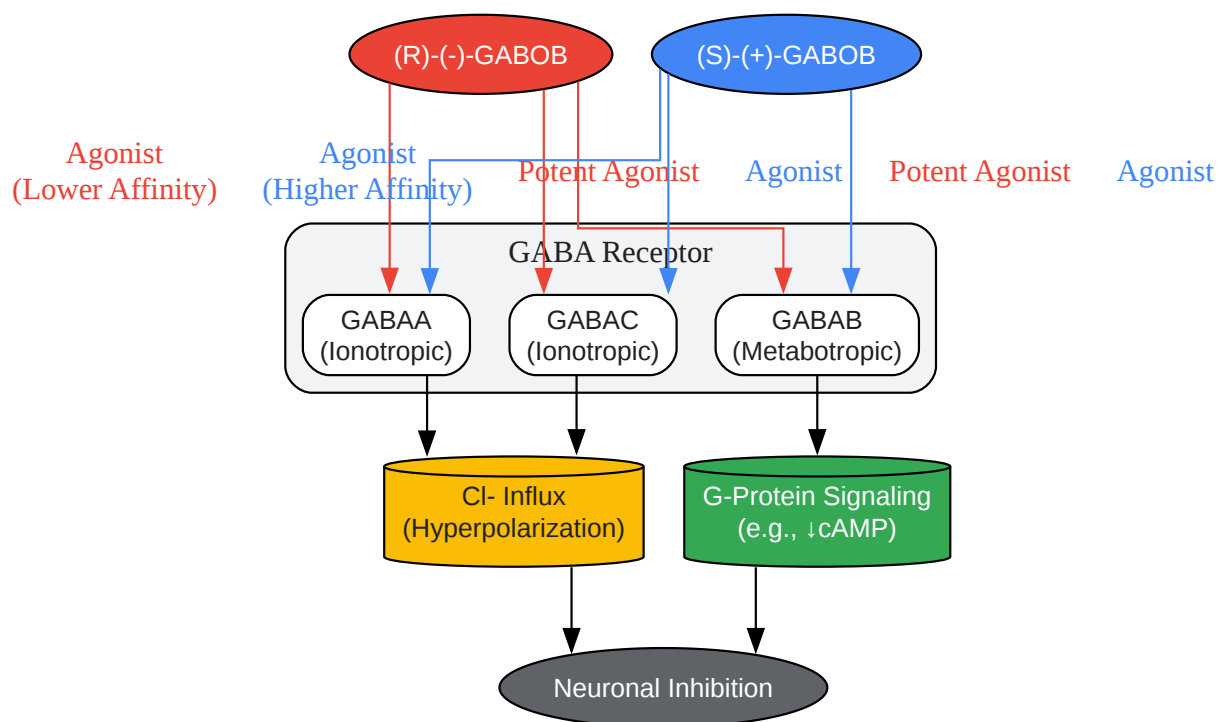 (R)-(-)-GABOB
(S)-(+)-GABOB
Agonist
(Lower Affinity)
Agonist
(Higher Affinity)
Potent Agonist
Agonist
Potent Agonist
Agonist
GABA Receptor
GABAA
(Ionotropic)
GABAC
(Ionotropic)
GABAB
(Metabotropic)
Cl- Influx
(Hyperpolarization)
G-Protein Signaling
(e.g., ↓cAMP)
Neuronal Inhibition